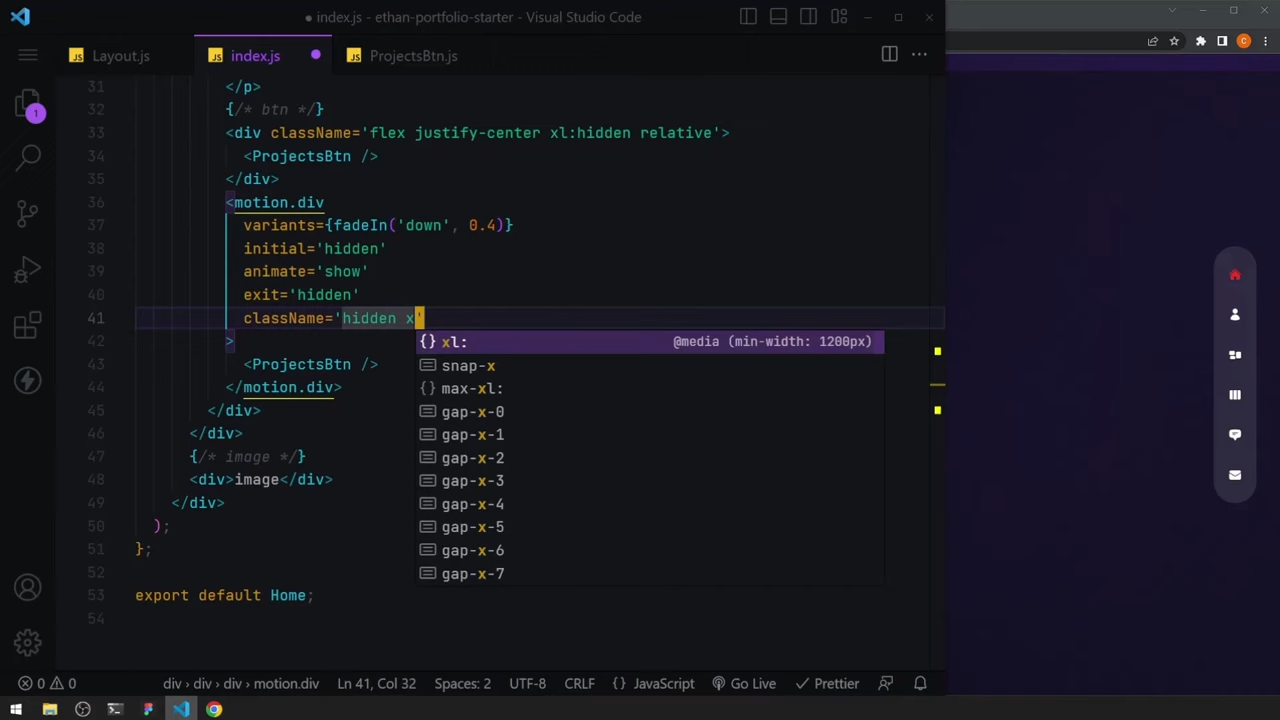 index.js - ethan-portfolio-starter - Visual Studio Code
JS Layout.js
JS index.js
JS ProjectsBtn.js
C
1
31 </p>
32 {/* btn */}
33 <div className='flex justify-center xl:hidden relative'>
34 <ProjectsBtn />
35 </div>
36 <motion.div
37 variants={fadeIn('down', 0.4)}
38 initial='hidden'
39 animate='show'
40 exit='hidden'
41 className='hidden x'
42 >
43 <ProjectsBtn />
44 </motion.div>
45 </div>
46 </div>
47 {/* image */}
48 <div>image</div>
49 </div>
50 );
51 };
52
53 export default Home;
54
{} xl: @media (min-width: 1200px)
snap-x
{} max-xl:
gap-x-0
gap-x-1
gap-x-2
gap-x-3
gap-x-4
gap-x-5
gap-x-6
gap-x-7
0 0 div › div › div › motion.div Ln 41, Col 32 Spaces: 2 UTF-8 CRLF {} JavaScript Go Live Prettier